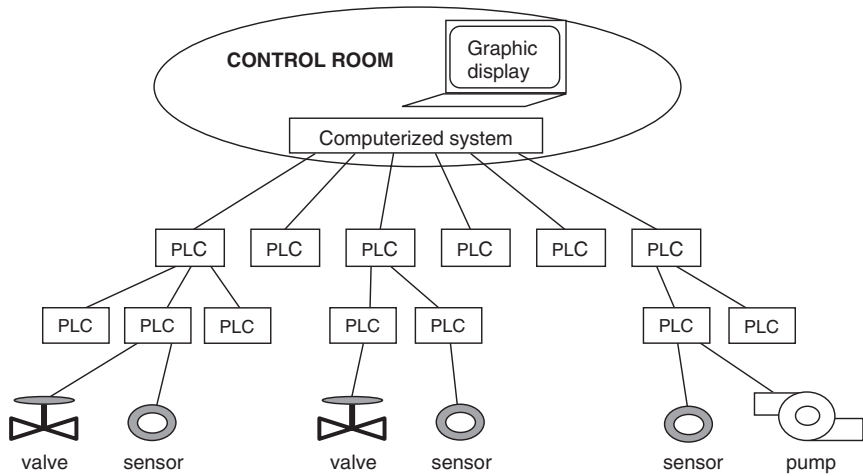 CONTROL ROOM
Graphic
display
Computerized system
PLC PLC PLC PLC PLC PLC
PLC PLC PLC PLC PLC PLC PLC
valve sensor valve sensor sensor pump